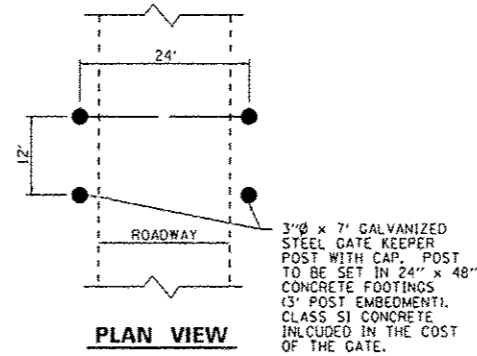 24'
12'
ROADWAY
3"Ø x 7' GALVANIZED
STEEL GATE KEEPER
POST WITH CAP. POST
TO BE SET IN 24" x 48"
CONCRETE FOOTINGS
(3' POST EMBEDMENT).
CLASS SI CONCRETE
INLCUDED IN THE COST
OF THE GATE.
PLAN VIEW